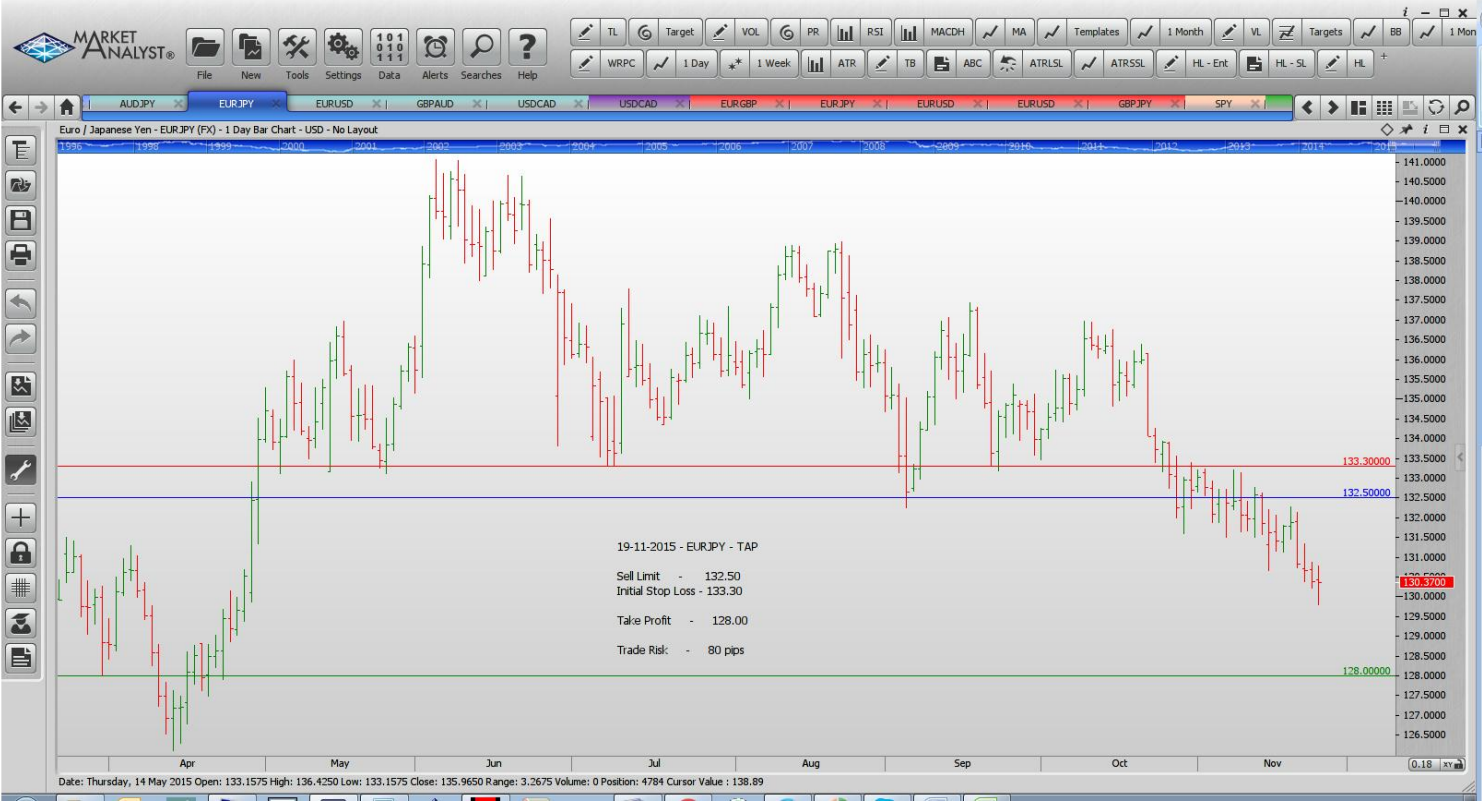 MARKET
ANALYST®
File New Tools Settings Data Alerts Searches Help
TL Target VOL PR RSI MACDH MA Templates 1 Month VL Targets BB 1 Mon
WRPC 1 Day 1 Week ATR TB ABC ATRLSL ATRSSL HL - Ent HL - SL HL
AUDJPY EURJPY EURUSD GBPAUD USDCAD USDCAD EURGBP EURJPY EURUSD EURUSD GBPJPY SPY
Euro / Japanese Yen - EURJPY (FX) - 1 Day Bar Chart - USD - No Layout
1996 1998 1999 2000 2001 2002 2003 2004 2005 2006 2007 2008 2009 2010 2011 2012 2013 2014
141.0000
140.5000
140.0000
139.5000
139.0000
138.5000
138.0000
137.5000
137.0000
136.5000
136.0000
135.5000
135.0000
134.5000
134.0000
133.30000
133.5000
133.0000
132.50000
132.5000
132.0000
131.5000
131.0000
130.3700
130.0000
129.5000
129.0000
128.5000
128.00000
128.0000
127.5000
127.0000
126.5000
19-11-2015 - EURJPY - TAP
Sell Limit - 132.50
Initial Stop Loss - 133.30
Take Profit - 128.00
Trade Risk - 80 pips
Apr May Jun Jul Aug Sep Oct Nov
0.18 XY
Date: Thursday, 14 May 2015 Open: 133.1575 High: 136.4250 Low: 133.1575 Close: 135.9650 Range: 3.2675 Volume: 0 Position: 4784 Cursor Value : 138.89